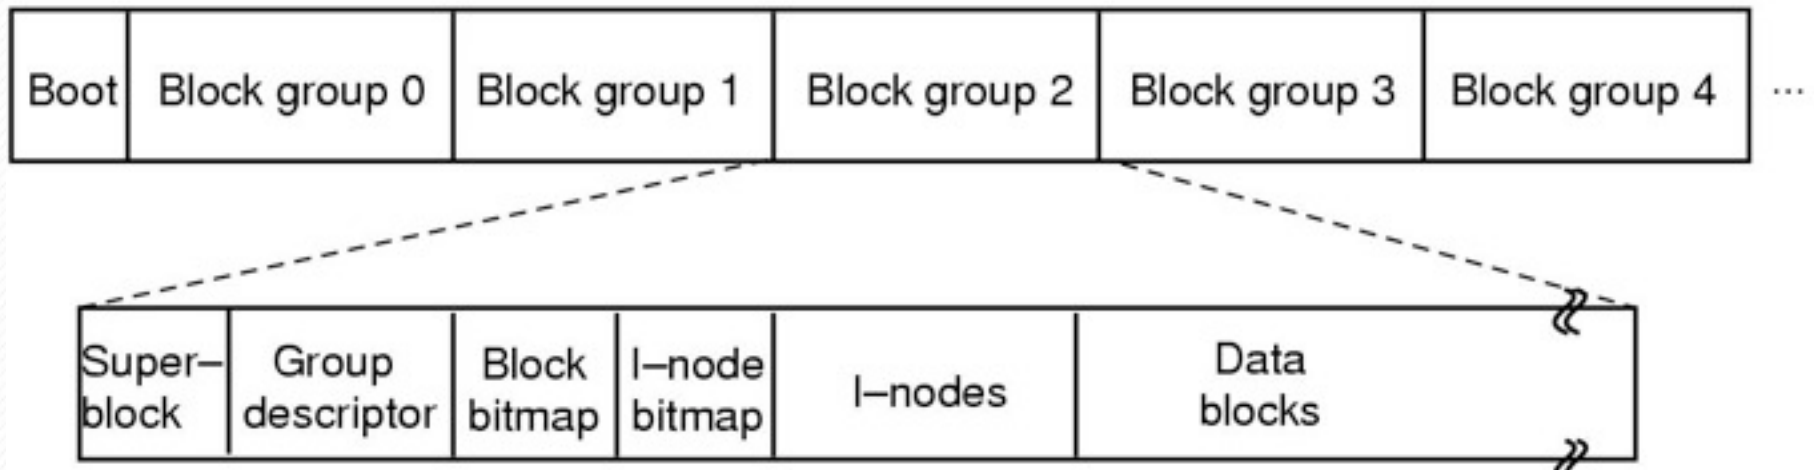 Boot Block group 0 Block group 1 Block group 2 Block group 3 Block group 4 ...
Super– Group Block I–node I–nodes Data
block descriptor bitmap bitmap blocks